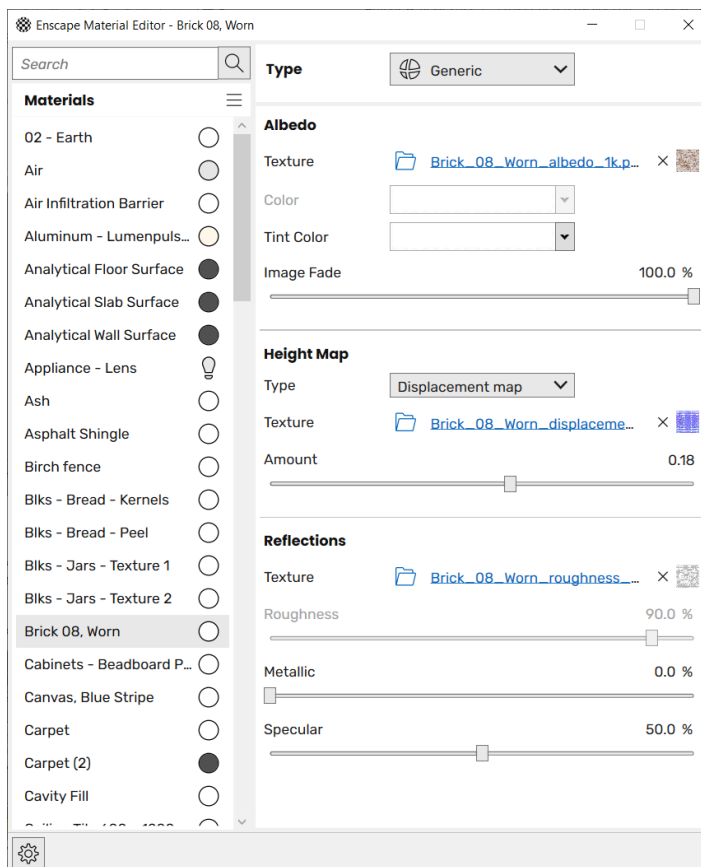 Enscape Material Editor - Brick 08, Worn
Search
Materials
02 - Earth
Air
Air Infiltration Barrier
Aluminum - Lumenpuls...
Analytical Floor Surface
Analytical Slab Surface
Analytical Wall Surface
Appliance - Lens
Ash
Asphalt Shingle
Birch fence
Blks - Bread - Kernels
Blks - Bread - Peel
Blks - Jars - Texture 1
Blks - Jars - Texture 2
Brick 08, Worn
Cabinets - Beadboard P...
Canvas, Blue Stripe
Carpet
Carpet (2)
Cavity Fill
Type Generic
Albedo
Texture Brick_08_Worn_albedo_1k.p...
Color
Tint Color
Image Fade 100.0 %
Height Map
Type Displacement map
Texture Brick_08_Worn_displaceme...
Amount 0.18
Reflections
Texture Brick_08_Worn_roughness_...
Roughness 90.0 %
Metallic 0.0 %
Specular 50.0 %